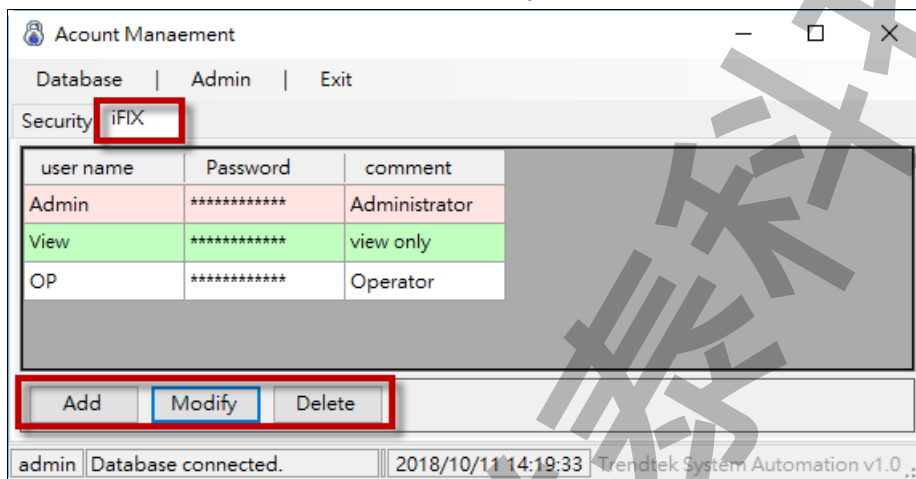 Acount Manaement
Database | Admin | Exit
Security iFIX
user name Password comment
Admin ************ Administrator
View ************ view only
OP ************ Operator
Add Modify Delete
admin Database connected. 2018/10/11 14:19:33 Trendtek System Automation v1.0